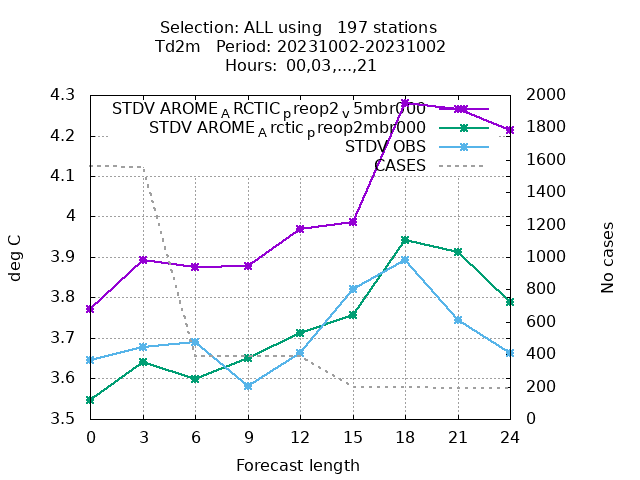 Selection: ALL using   197 stations
Td2m   Period: 20231002-20231002
Hours:  00,03,...,21
STDV AROME_ARCTIC_preop2_v5mbr000
STDV AROME_Arctic_preop2mbr000
STDV OBS
CASES
deg C
4.3
4.2
4.1
4
3.9
3.8
3.7
3.6
3.5
2000
1800
1600
1400
1200
1000
800
600
400
200
0
No cases
0 3 6 9 12 15 18 21 24
Forecast length